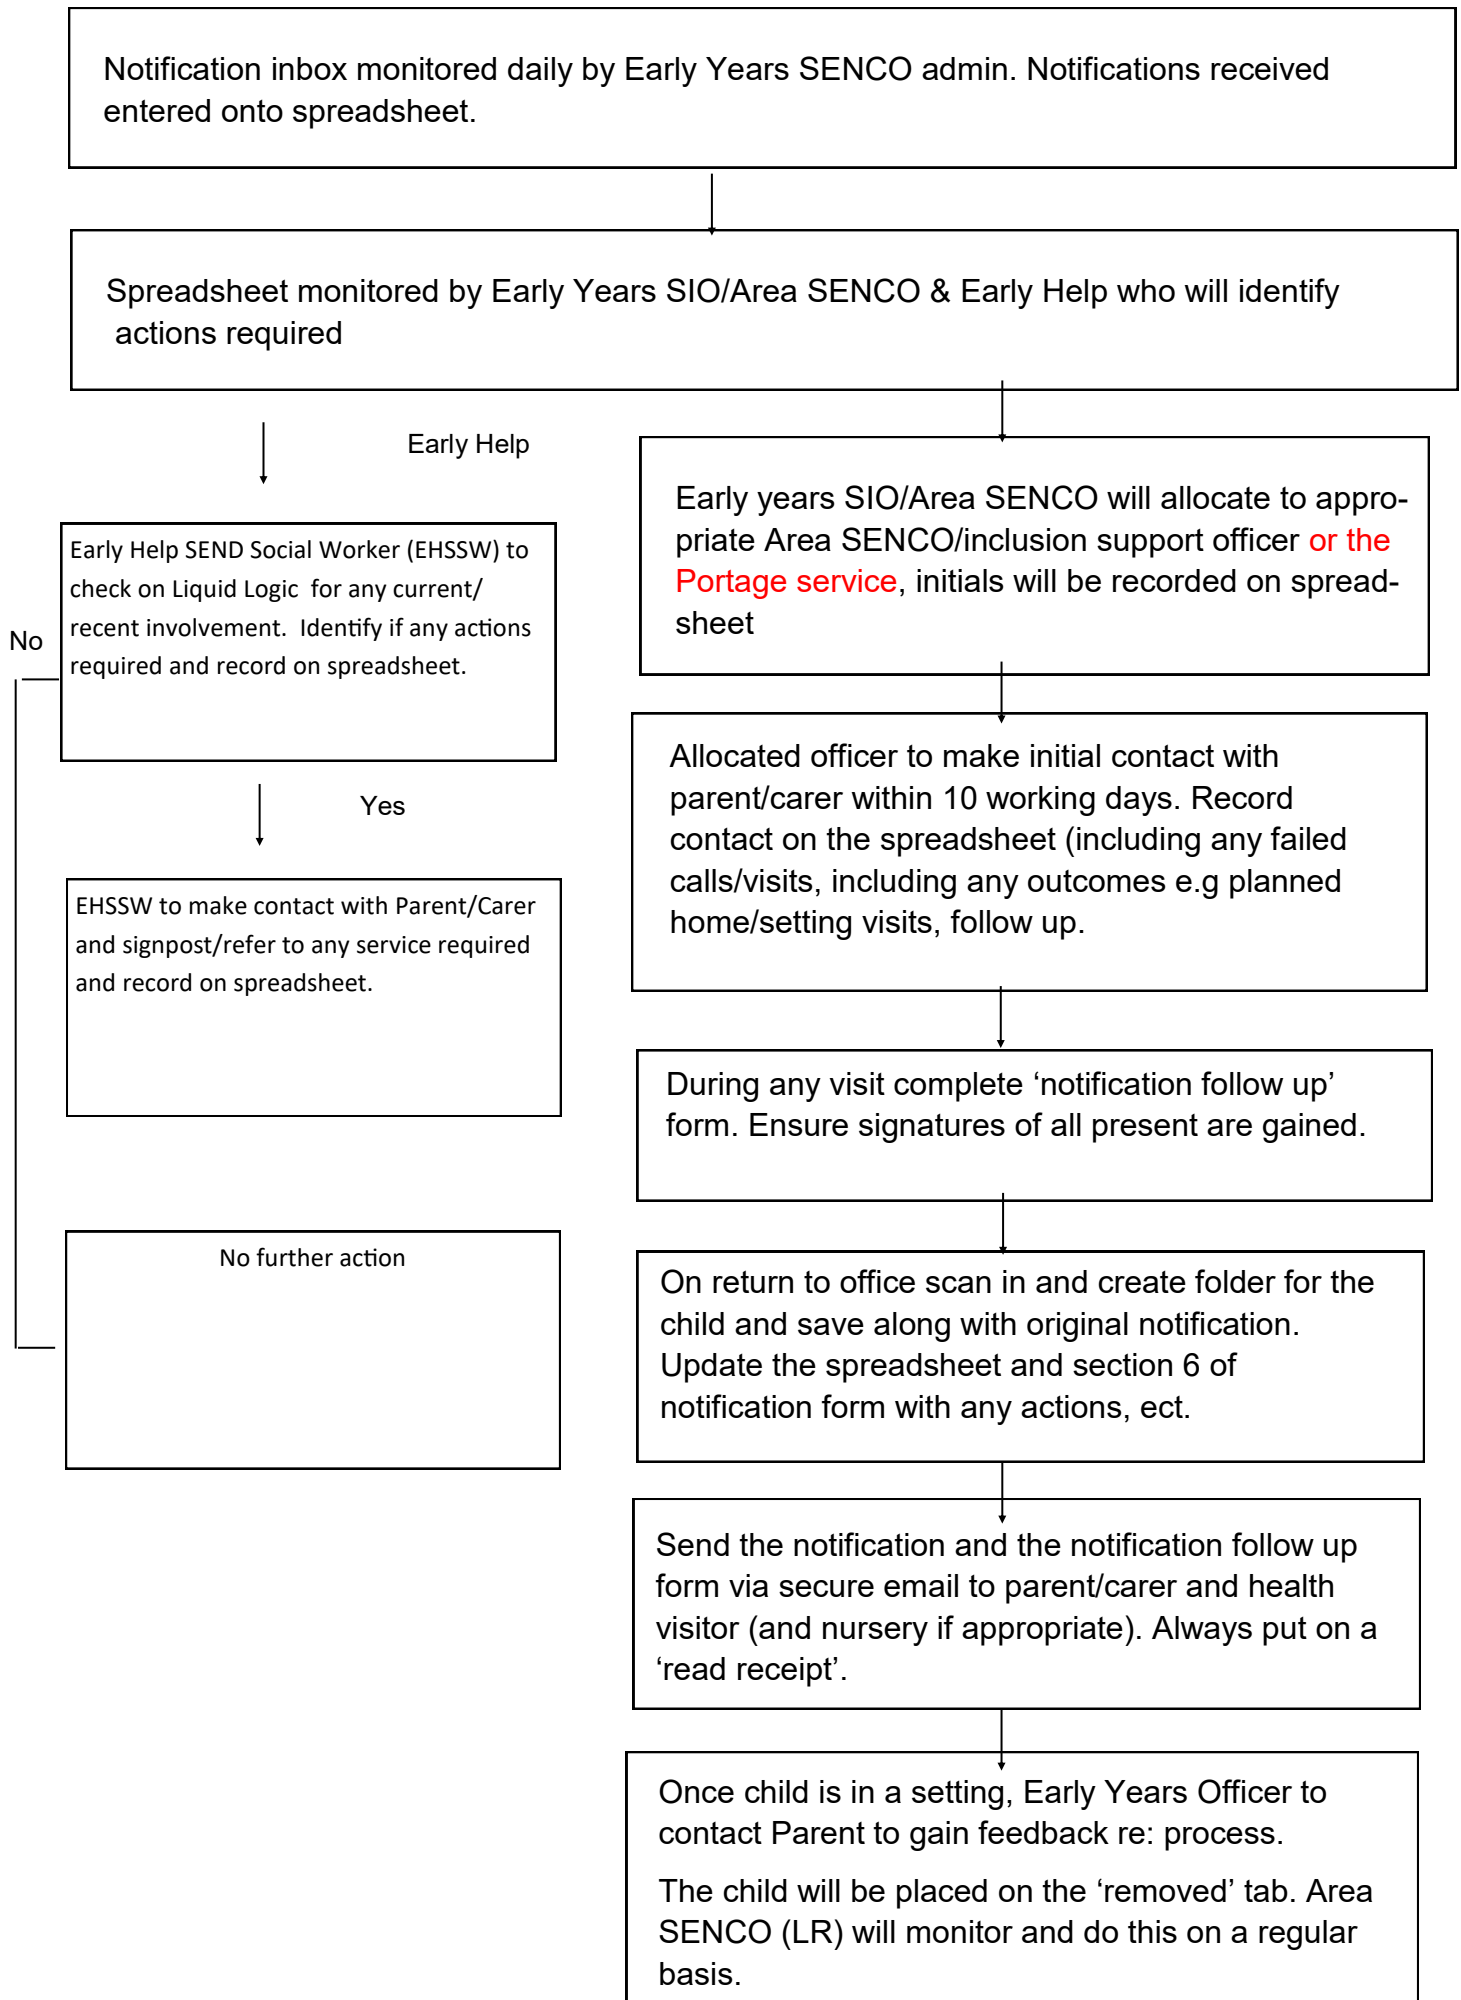 Notification inbox monitored daily by Early Years SENCO admin. Notifications received
entered onto spreadsheet.
Spreadsheet monitored by Early Years SIO/Area SENCO & Early Help who will identify
actions required
Early Help
Early Help SEND Social Worker (EHSSW) to
check on Liquid Logic for any current/
recent involvement. Identify if any actions
required and record on spreadsheet.
No
Yes
EHSSW to make contact with Parent/Carer
and signpost/refer to any service required
and record on spreadsheet.
No further action
Early years SIO/Area SENCO will allocate to appro-
priate Area SENCO/inclusion support officer or the
Portage service, initials will be recorded on spread-
sheet
Allocated officer to make initial contact with
parent/carer within 10 working days. Record
contact on the spreadsheet (including any failed
calls/visits, including any outcomes e.g planned
home/setting visits, follow up.
During any visit complete ‘notification follow up’
form. Ensure signatures of all present are gained.
On return to office scan in and create folder for the
child and save along with original notification.
Update the spreadsheet and section 6 of
notification form with any actions, ect.
Send the notification and the notification follow up
form via secure email to parent/carer and health
visitor (and nursery if appropriate). Always put on a
‘read receipt’.
Once child is in a setting, Early Years Officer to
contact Parent to gain feedback re: process.
The child will be placed on the ‘removed’ tab. Area
SENCO (LR) will monitor and do this on a regular
basis.